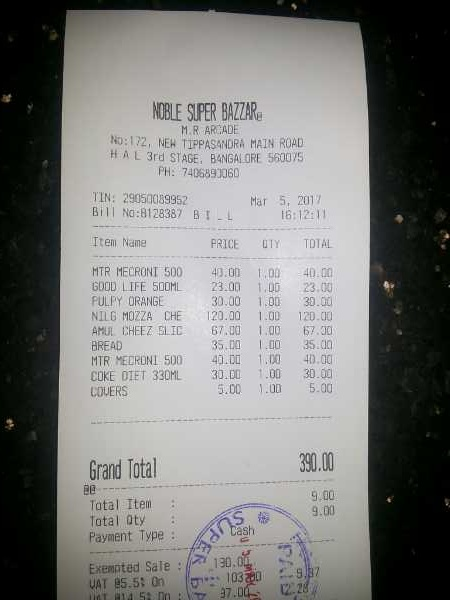 NOBLE SUPER BAZZAR@
M.R ARCADE
No:172, NEW TIPPASANDRA MAIN ROAD
H A L 3rd STAGE, BANGALORE 560075
PH: 7406890060
TIN: 29050089952 Mar 5, 2017
Bill No:B128387 B I L L 16:12:11
Item Name PRICE QTY TOTAL
MTR MECRONI 500 40.00 1.00 40.00
GOOD LIFE 500ML 23.00 1.00 23.00
PULPY ORANGE 30.00 1.00 30.00
NILG MOZZA CHE 120.00 1.00 120.00
AMUL CHEEZ SLIC 67.00 1.00 67.00
BREAD 35.00 1.00 35.00
MTR MECRONI 500 40.00 1.00 40.00
COKE DIET 330ML 30.00 1.00 30.00
COVERS 5.00 1.00 5.00
Grand Total 390.00
@@
Total Item : 9.00
Total Qty : 9.00
Payment Type : Cash
Exempted Sale : 130.00
VAT @5.5% On 103.00 5.37
VAT @14.5% On 97.00
PAID
SUPER BA